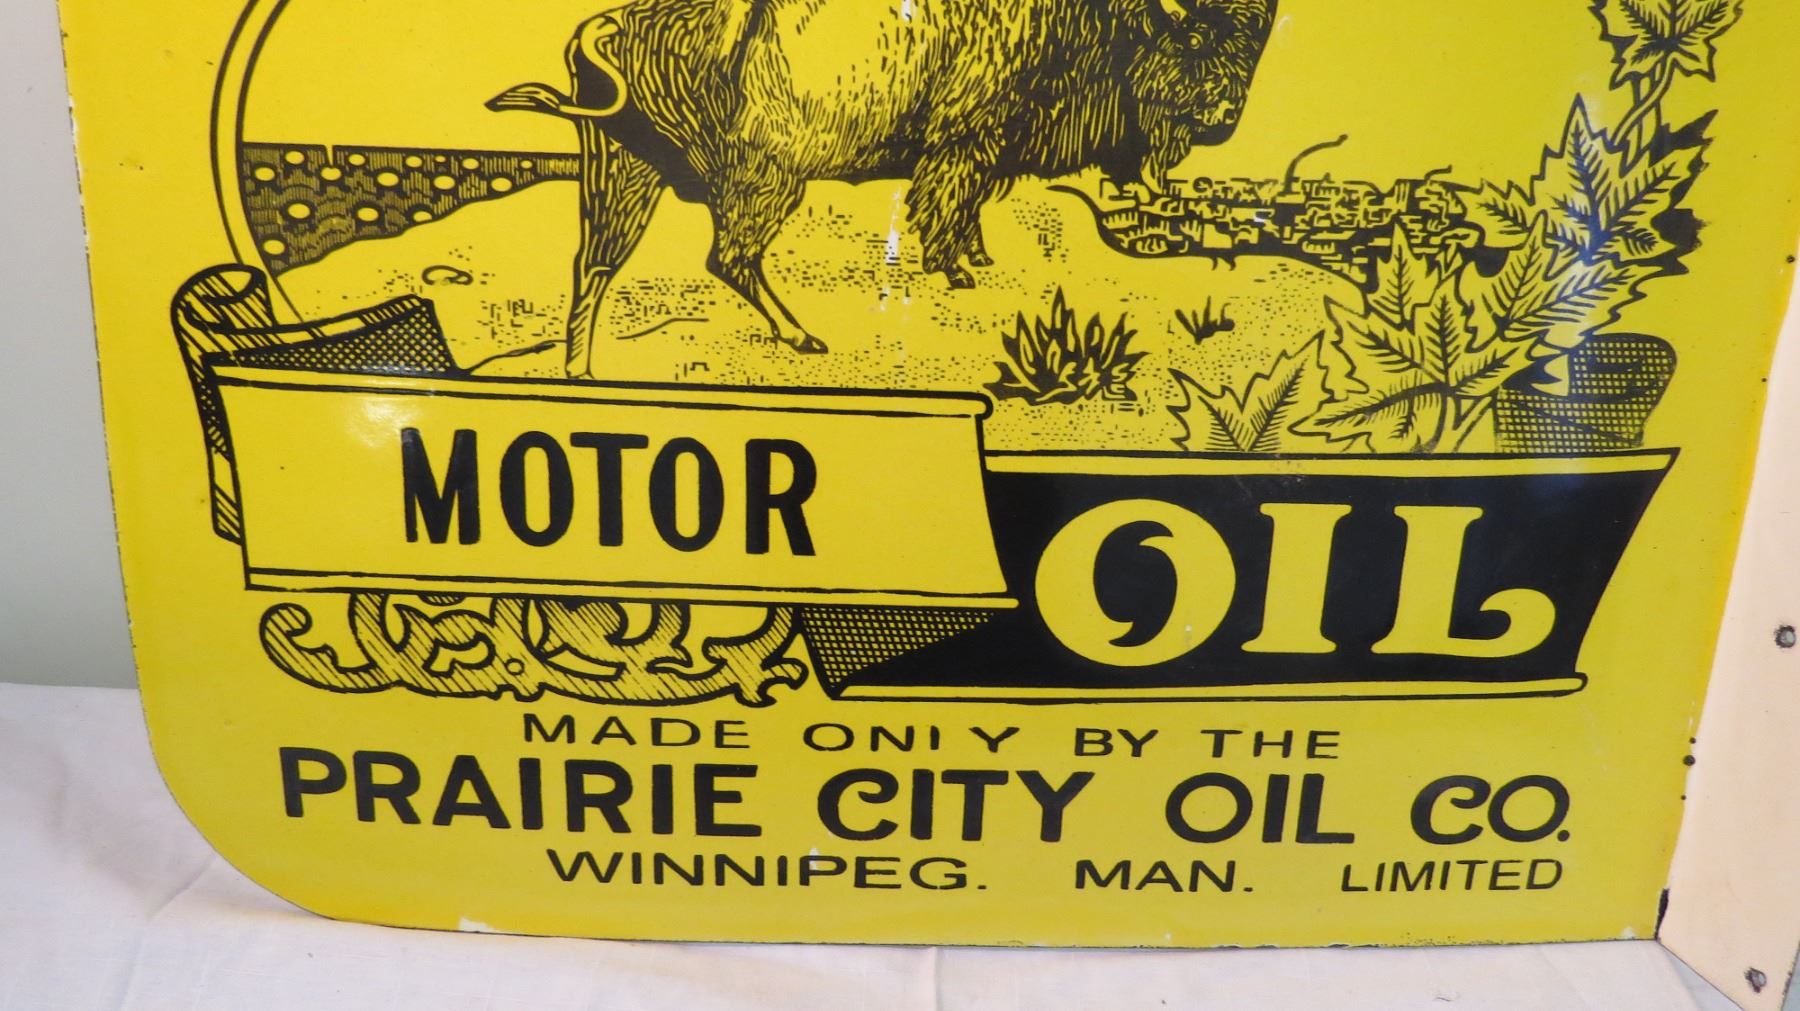 MOTOR OIL
MADE ONLY BY THE
PRAIRIE CITY OIL CO.
WINNIPEG. MAN. LIMITED